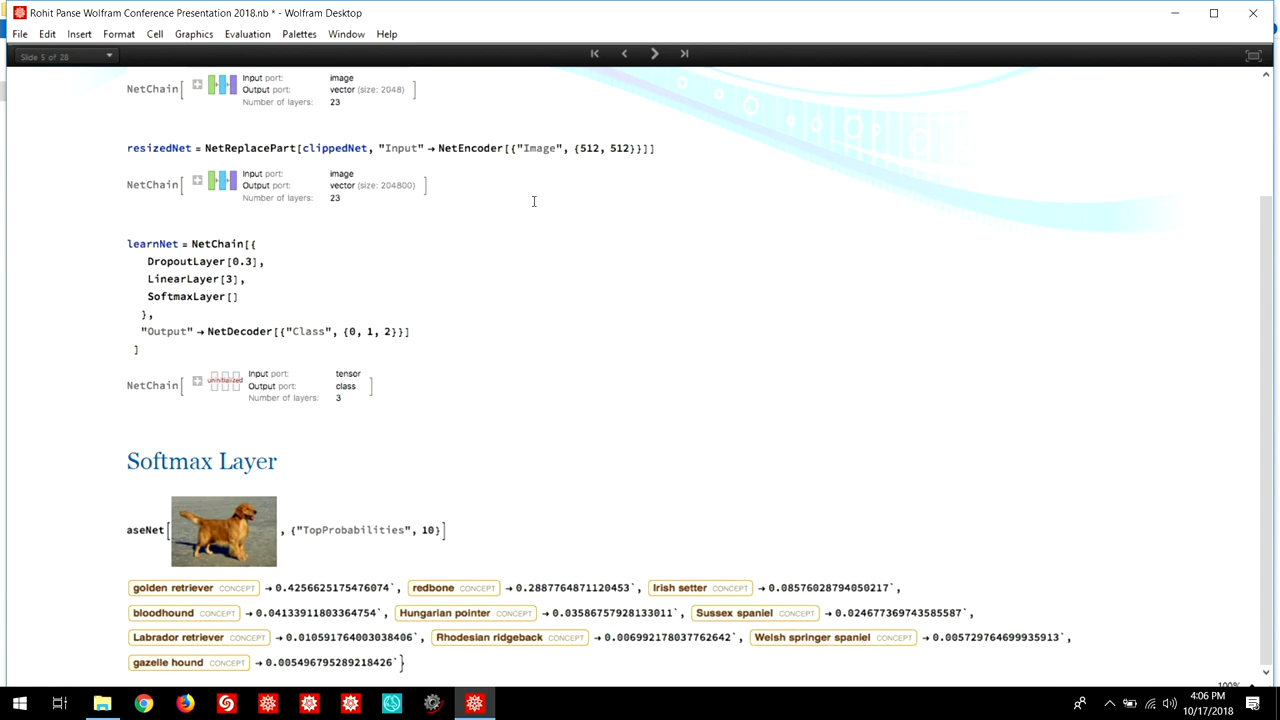 Rohit Panse Wolfram Conference Presentation 2018.nb * - Wolfram Desktop
File Edit Insert Format Cell Graphics Evaluation Palettes Window Help
Slide 5 of 28
NetChain[ Input port: image
Output port: vector (size: 2048)
Number of layers: 23 ]
resizedNet = NetReplacePart[clippedNet, "Input" → NetEncoder[{"Image", {512, 512}}]]
NetChain[ Input port: image
Output port: vector (size: 204800)
Number of layers: 23 ]
learnNet = NetChain[{
DropoutLayer[0.3],
LinearLayer[3],
SoftmaxLayer[]
},
"Output" → NetDecoder[{"Class", {0, 1, 2}}]
]
NetChain[ uninitialized Input port: tensor
Output port: class
Number of layers: 3 ]
Softmax Layer
aseNet[ , {"TopProbabilities", 10}]
golden retriever CONCEPT → 0.4256625175476074`, redbone CONCEPT → 0.2887764871120453`, Irish setter CONCEPT → 0.08576028794050217`,
bloodhound CONCEPT → 0.04133911803364754`, Hungarian pointer CONCEPT → 0.03586757928133011`, Sussex spaniel CONCEPT → 0.024677369743585587`,
Labrador retriever CONCEPT → 0.010591764003038406`, Rhodesian ridgeback CONCEPT → 0.006992178037762642`, Welsh springer spaniel CONCEPT → 0.005729764699935913`,
gazelle hound CONCEPT → 0.005496795289218426`}
100%
4:06 PM
10/17/2018